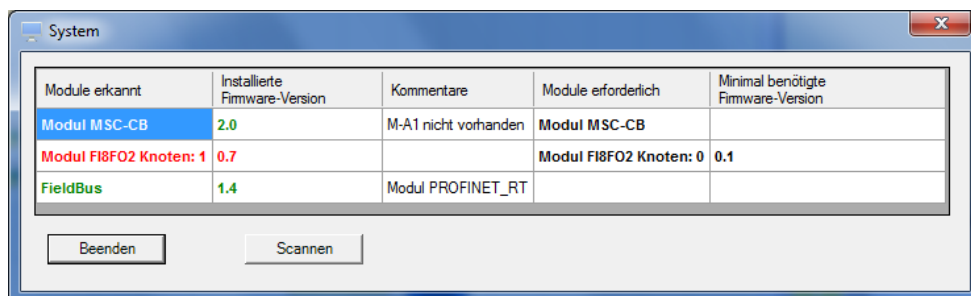 System
Module erkannt
Installierte
Firmware-Version
Kommentare
Module erforderlich
Minimal benötigte
Firmware-Version
Modul MSC-CB 2.0 M-A1 nicht vorhanden Modul MSC-CB
Modul FI8FO2 Knoten: 1 0.7 Modul FI8FO2 Knoten: 0 0.1
FieldBus 1.4 Modul PROFINET_RT
Beenden Scannen